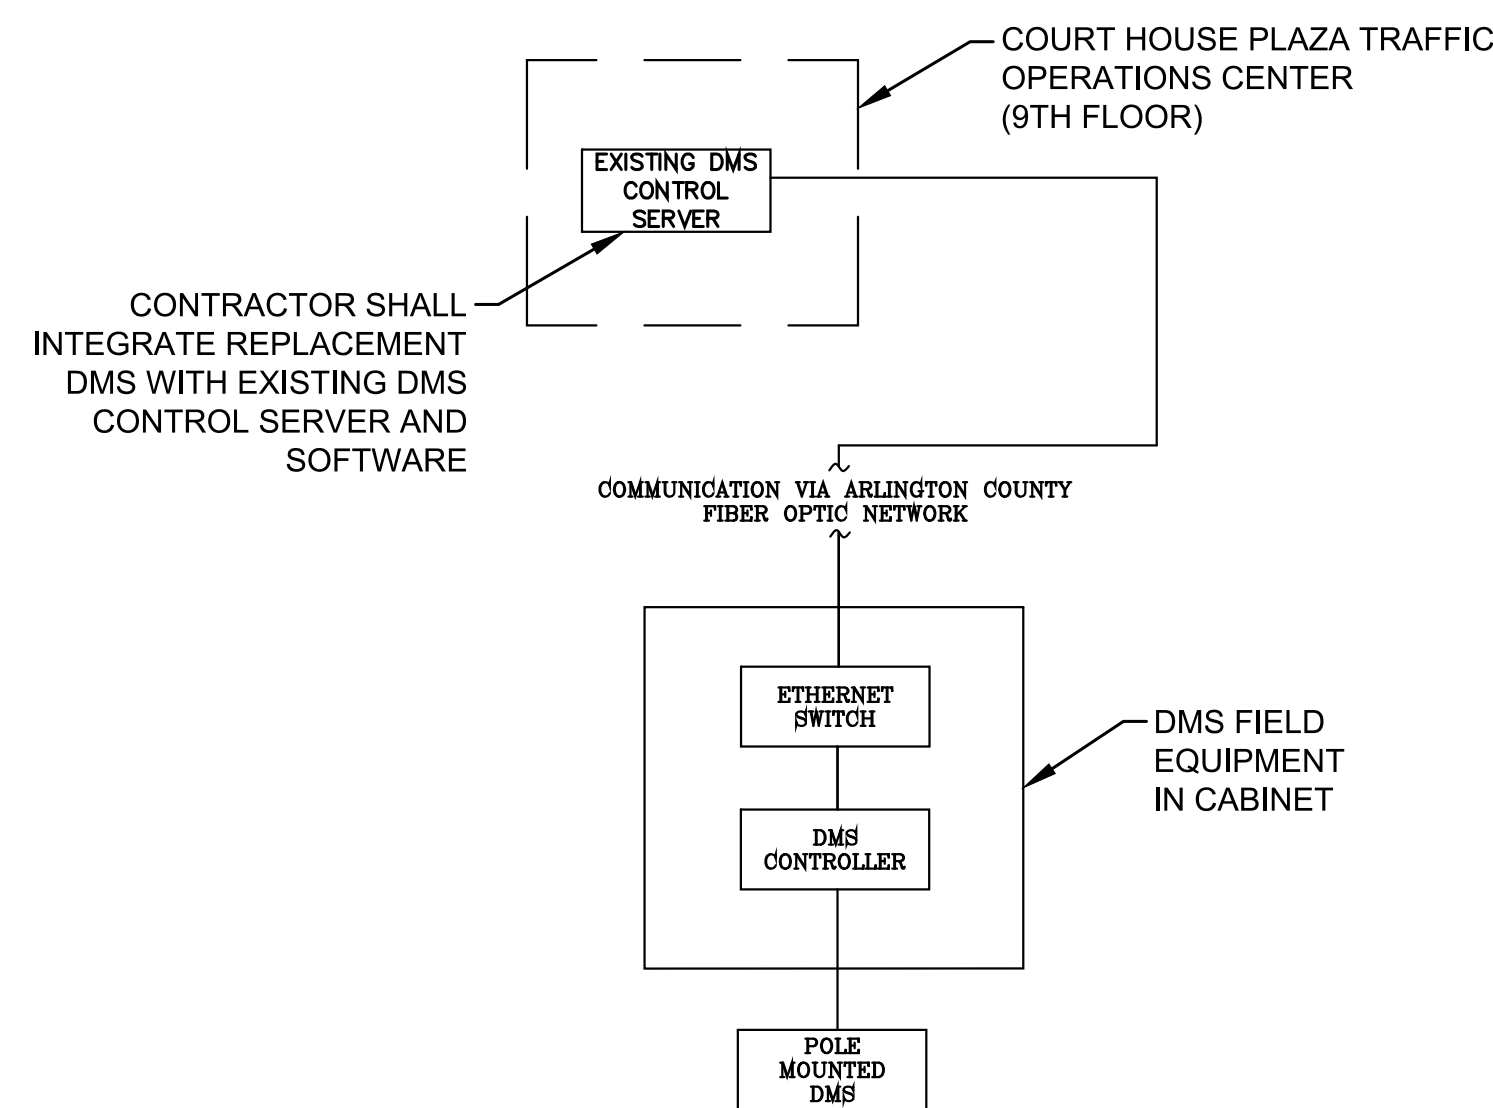 COURT HOUSE PLAZA TRAFFIC
OPERATIONS CENTER
(9TH FLOOR)
EXISTING DMS
CONTROL
SERVER
CONTRACTOR SHALL
INTEGRATE REPLACEMENT
DMS WITH EXISTING DMS
CONTROL SERVER AND
SOFTWARE
COMMUNICATION VIA ARLINGTON COUNTY
FIBER OPTIC NETWORK
ETHERNET
SWITCH
DMS FIELD
EQUIPMENT
IN CABINET
DMS
CONTROLLER
POLE
MOUNTED
DMS